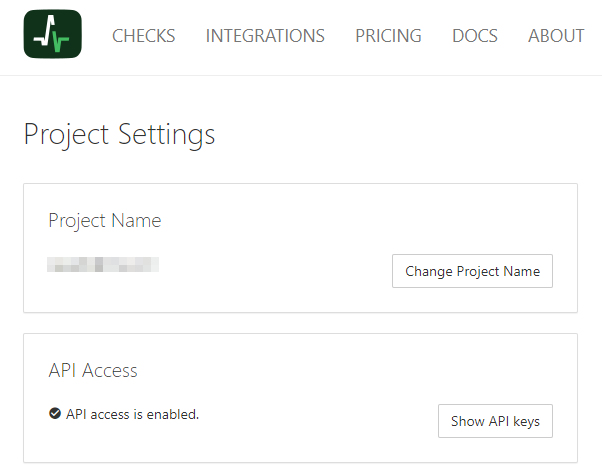 CHECKS INTEGRATIONS PRICING DOCS ABOUT
Project Settings
Project Name
Change Project Name
API Access
API access is enabled.
Show API keys